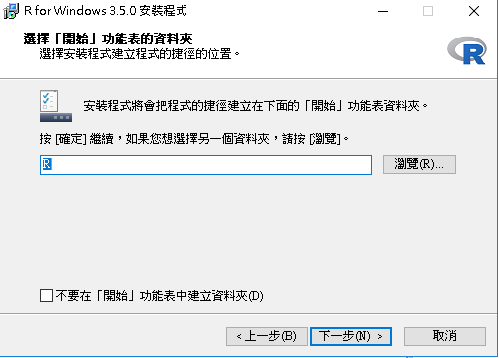 R for Windows 3.5.0 安裝程式
選擇「開始」功能表的資料夾
選擇安裝程式建立程式的捷徑的位置。
R
安裝程式將會把程式的捷徑建立在下面的「開始」功能表資料夾。
按 [確定] 繼續，如果您想選擇另一個資料夾，請按 [瀏覽]。
R
瀏覽(R)...
不要在「開始」功能表中建立資料夾(D)
< 上一步(B)
下一步(N) >
取消